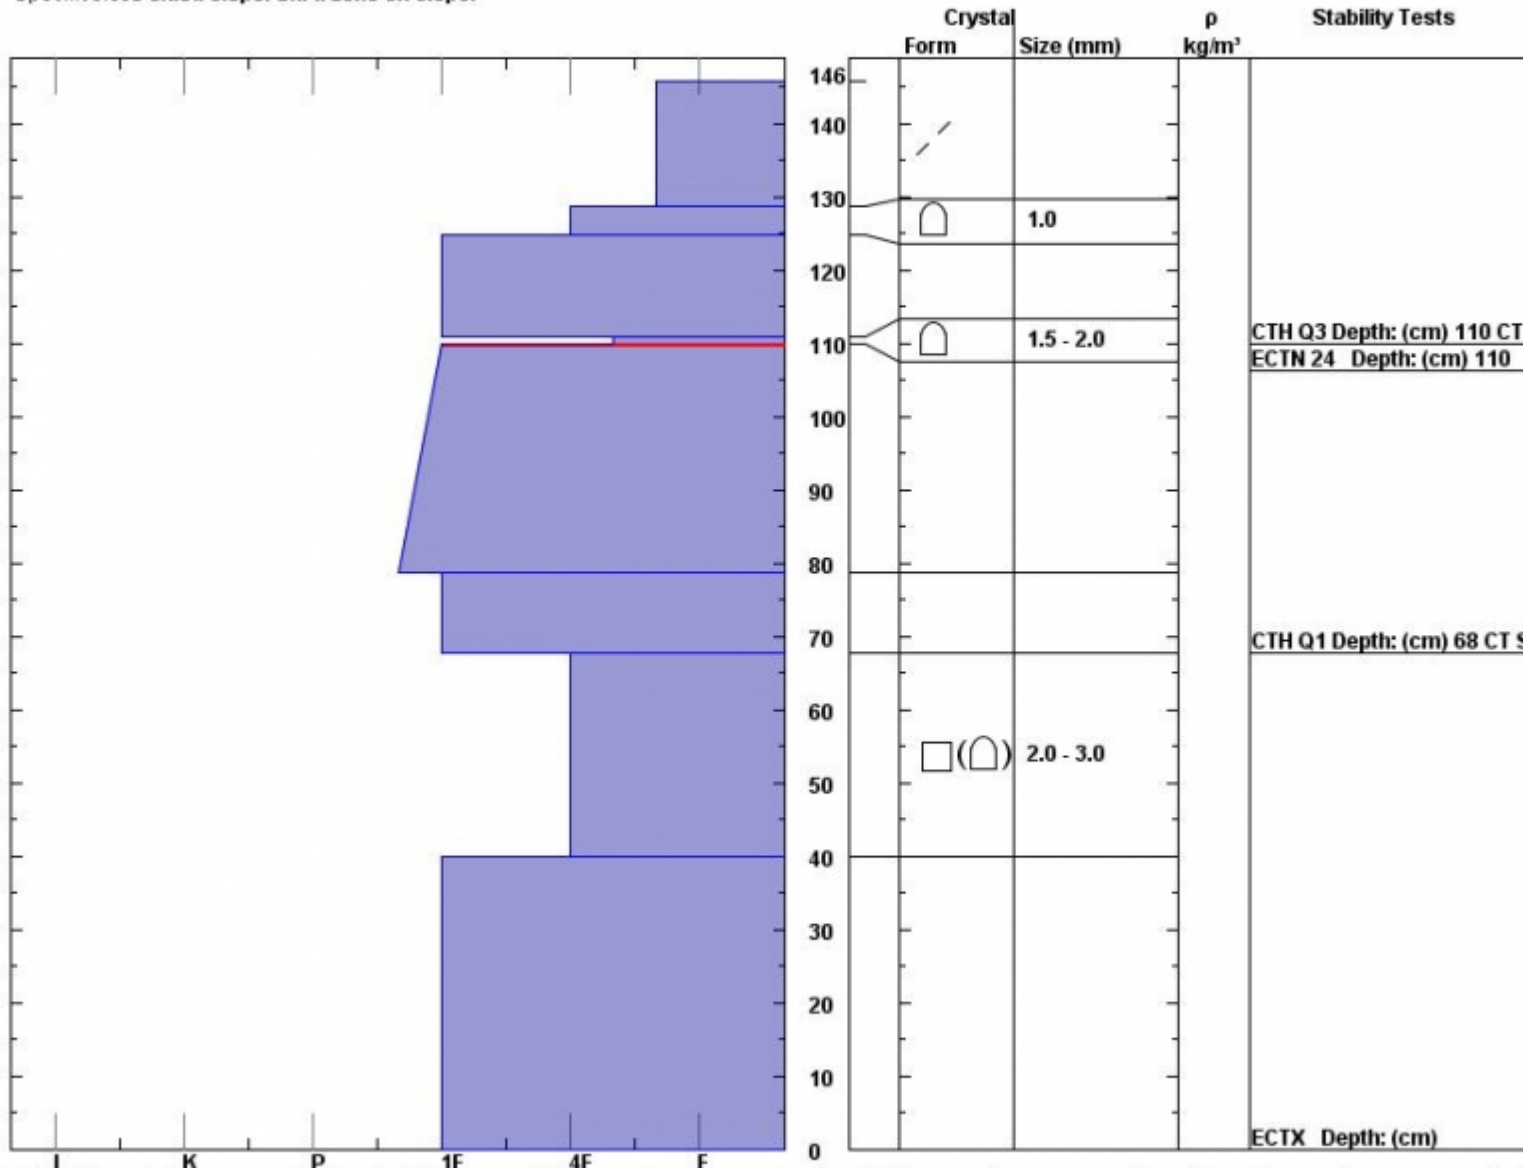 Crystal ρ Stability Tests
Form Size (mm) kg/m³
146
140
130
1.0
120
CTH Q3 Depth: (cm) 110 CT
1.5 - 2.0
110
ECTN 24 Depth: (cm) 110
100
90
80
70
CTH Q1 Depth: (cm) 68 CT S
60
2.0 - 3.0
50
40
30
20
10
ECTX Depth: (cm)
0
I K P 1F 4F F